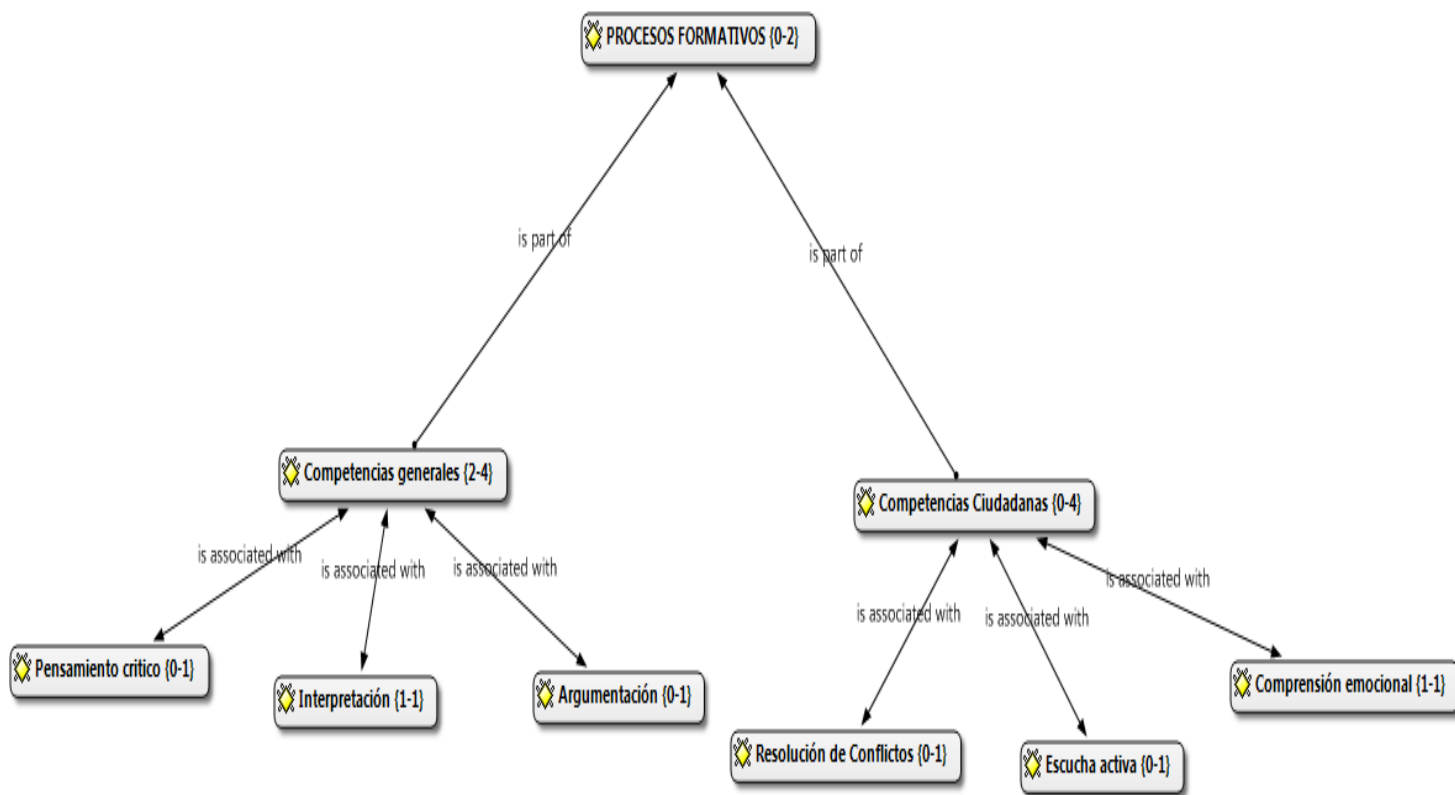 PROCESOS FORMATIVOS {0-2}
is part of
is part of
Competencias generales {2-4}
Competencias Ciudadanas {0-4}
is associated with
is associated with
is associated with
is associated with
is associated with
is associated with
Pensamiento critico {0-1}
Interpretación {1-1}
Argumentación {0-1}
Comprensión emocional {1-1}
Resolución de Conflictos {0-1}
Escucha activa {0-1}